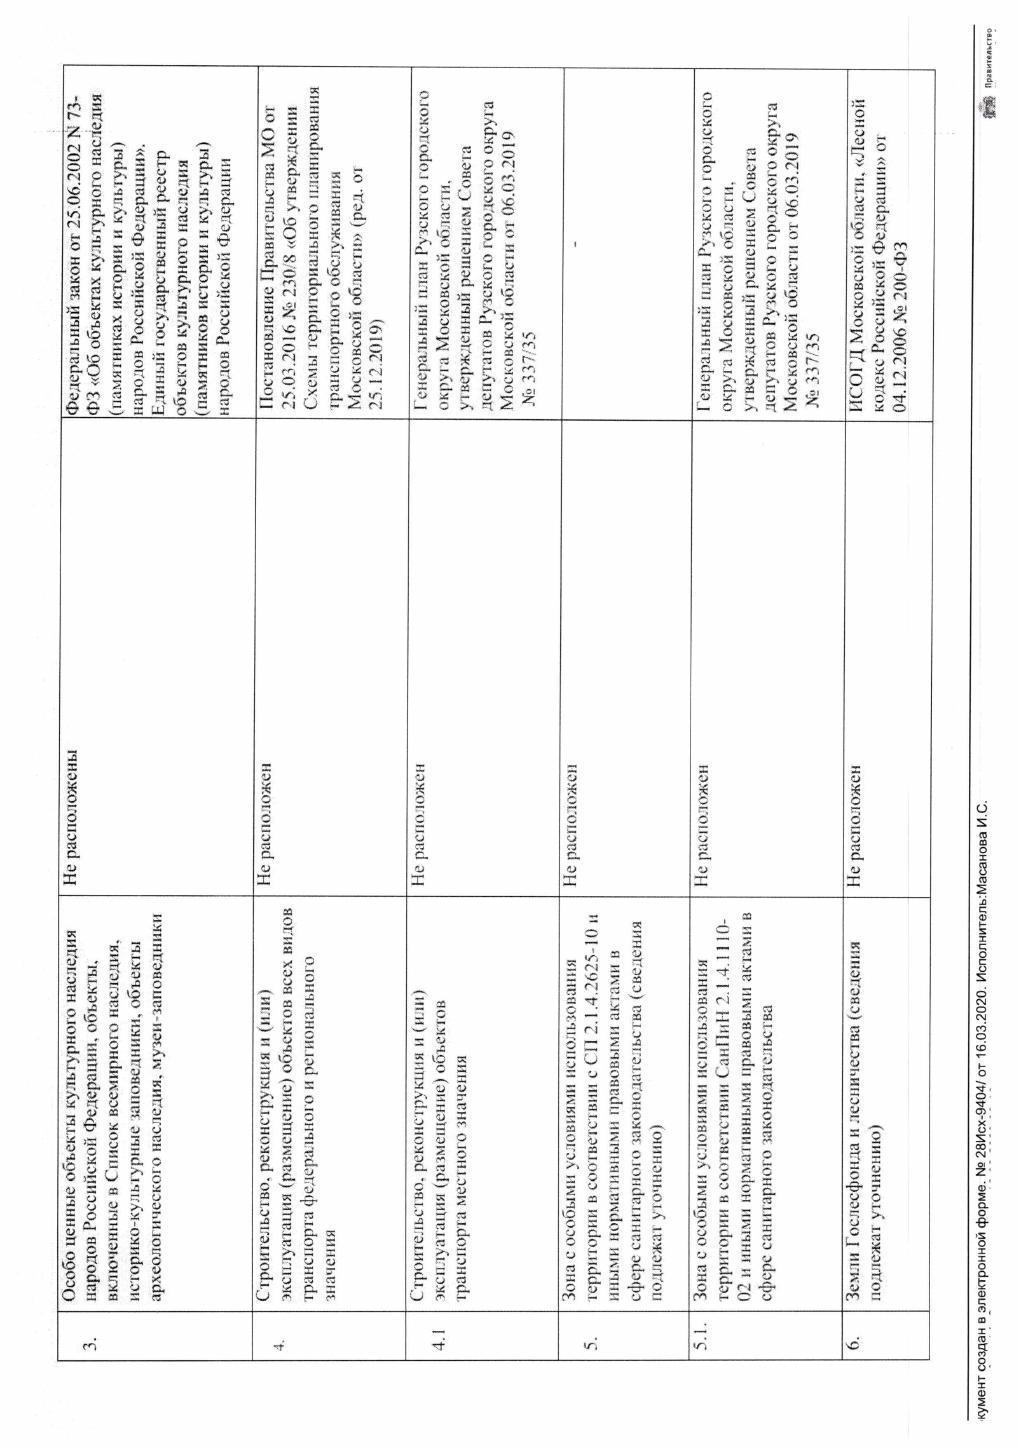 3.
Особо ценные объекты культурного наследия
народов Российской Федерации, объекты,
включенные в Список всемирного наследия,
историко-культурные заповедники, объекты
археологического наследия, музеи-заповедники
Не расположены
Федеральный закон от 25.06.2002 N 73-
ФЗ «Об объектах культурного наследия
(памятниках истории и культуры)
народов Российской Федерации».
Единый государственный реестр
объектов культурного наследия
(памятников истории и культуры)
народов Российской Федерации
4.
Строительство, реконструкция и (или)
эксплуатация (размещение) объектов всех видов
транспорта федерального и регионального
значения
Не расположен
Постановление Правительства МО от
25.03.2016 № 230/8 «Об утверждении
Схемы территориального планирования
транспортного обслуживания
Московской области» (ред. от
25.12.2019)
4.1
Строительство, реконструкция и (или)
эксплуатация (размещение) объектов
транспорта местного значения
Не расположен
Генеральный план Рузского городского
округа Московской области,
утвержденный решением Совета
депутатов Рузского городского округа
Московской области от 06.03.2019
№ 337/35
5.
Зона с особыми условиями использования
территории в соответствии с СП 2.1.4.2625-10 и
иными нормативными правовыми актами в
сфере санитарного законодательства (сведения
подлежат уточнению)
Не расположен
-
5.1.
Зона с особыми условиями использования
территории в соответствии СанПиН 2.1.4.1110-
02 и иными нормативными правовыми актами в
сфере санитарного законодательства
Не расположен
Генеральный план Рузского городского
округа Московской области,
утвержденный решением Совета
депутатов Рузского городского округа
Московской области от 06.03.2019
№ 337/35
6.
Земли Гослесфонда и лесничества (сведения
подлежат уточнению)
Не расположен
ИСОГД Московской области, «Лесной
кодекс Российской Федерации» от
04.12.2006 № 200-ФЗ
кумент создан в электронной форме. № 28Исх-9404/ от 16.03.2020. Исполнитель:Масанова И.С.
Правительство